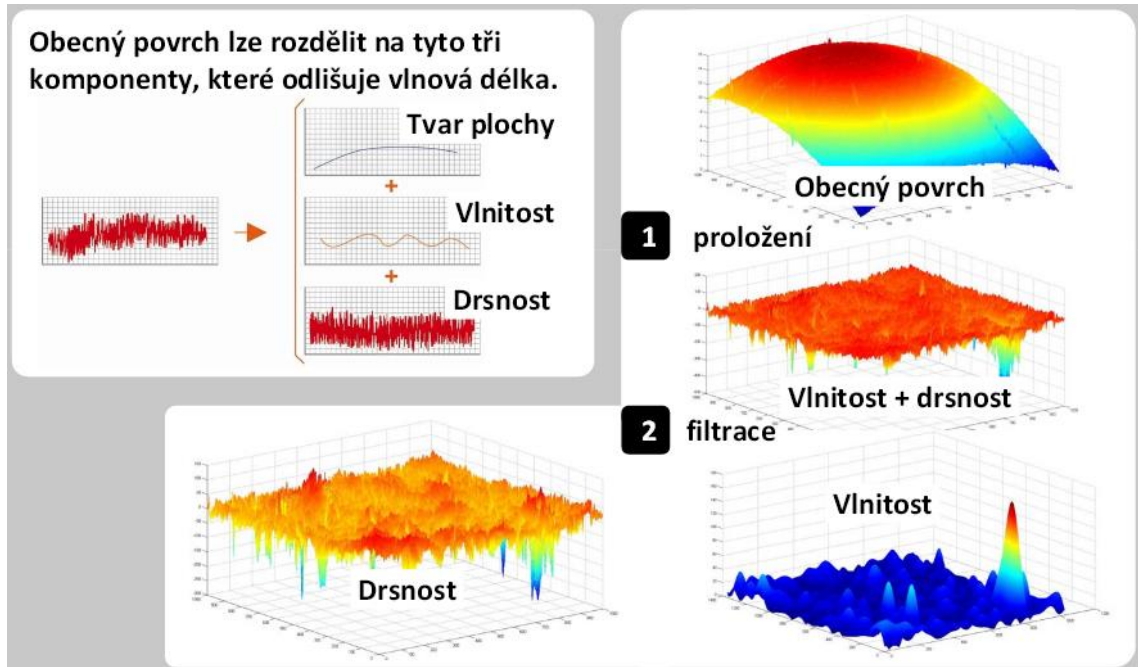 Obecný povrch lze rozdělit na tyto tři
komponenty, které odlišuje vlnová délka.
Tvar plochy
+
Vlnitost
+
Drsnost
Obecný povrch
1 proložení
Vlnitost + drsnost
2 filtrace
Vlnitost
Drsnost